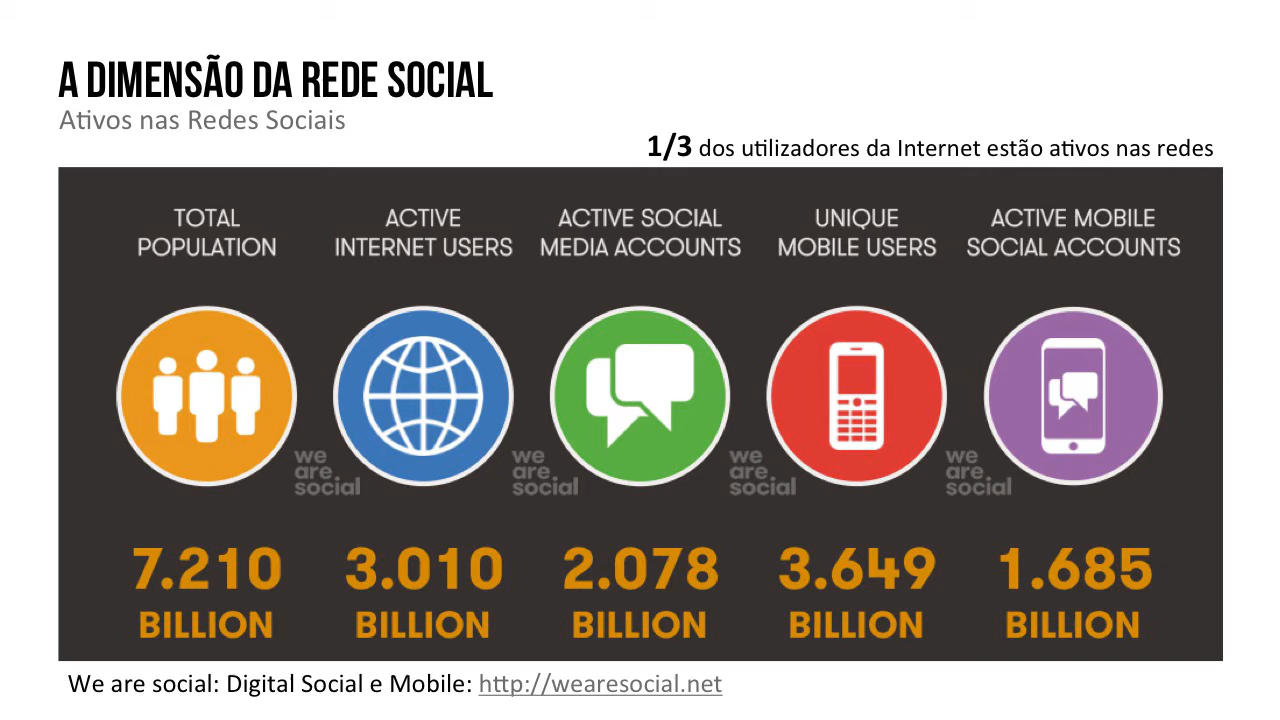 A DIMENSÃO DA REDE SOCIAL
Ativos nas Redes Sociais
1/3 dos utilizadores da Internet estão ativos nas redes
TOTAL
POPULATION
ACTIVE
INTERNET USERS
ACTIVE SOCIAL
MEDIA ACCOUNTS
UNIQUE
MOBILE USERS
ACTIVE MOBILE
SOCIAL ACCOUNTS
we
are
social
we
are
social
we
are
social
we
are
social
7.210
BILLION
3.010
BILLION
2.078
BILLION
3.649
BILLION
1.685
BILLION
We are social: Digital Social e Mobile: http://wearesocial.net